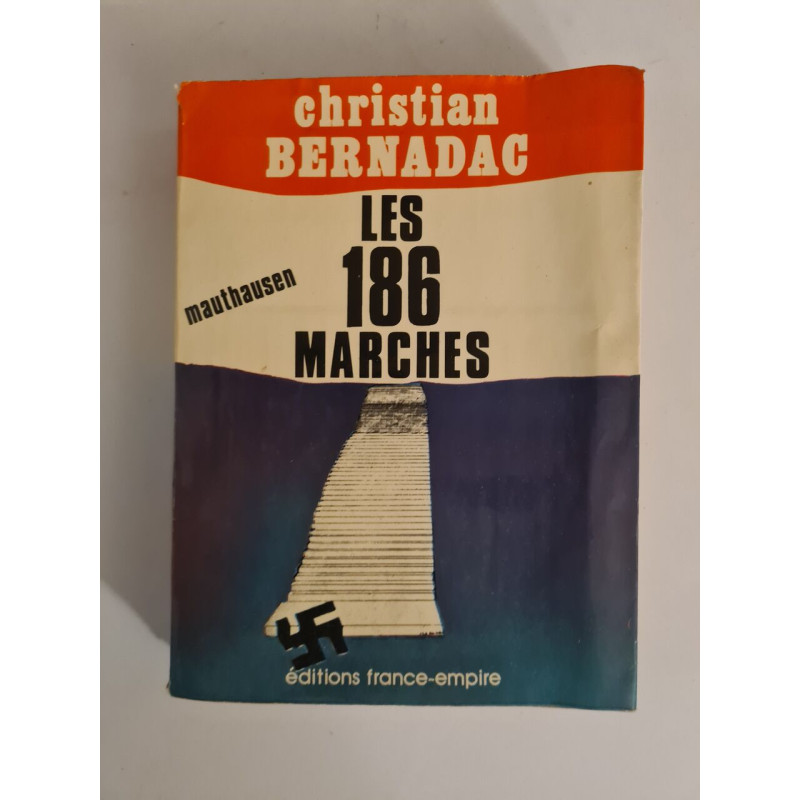 christian
BERNADAC
LES
186
MARCHES
mauthausen
éditions france-empire